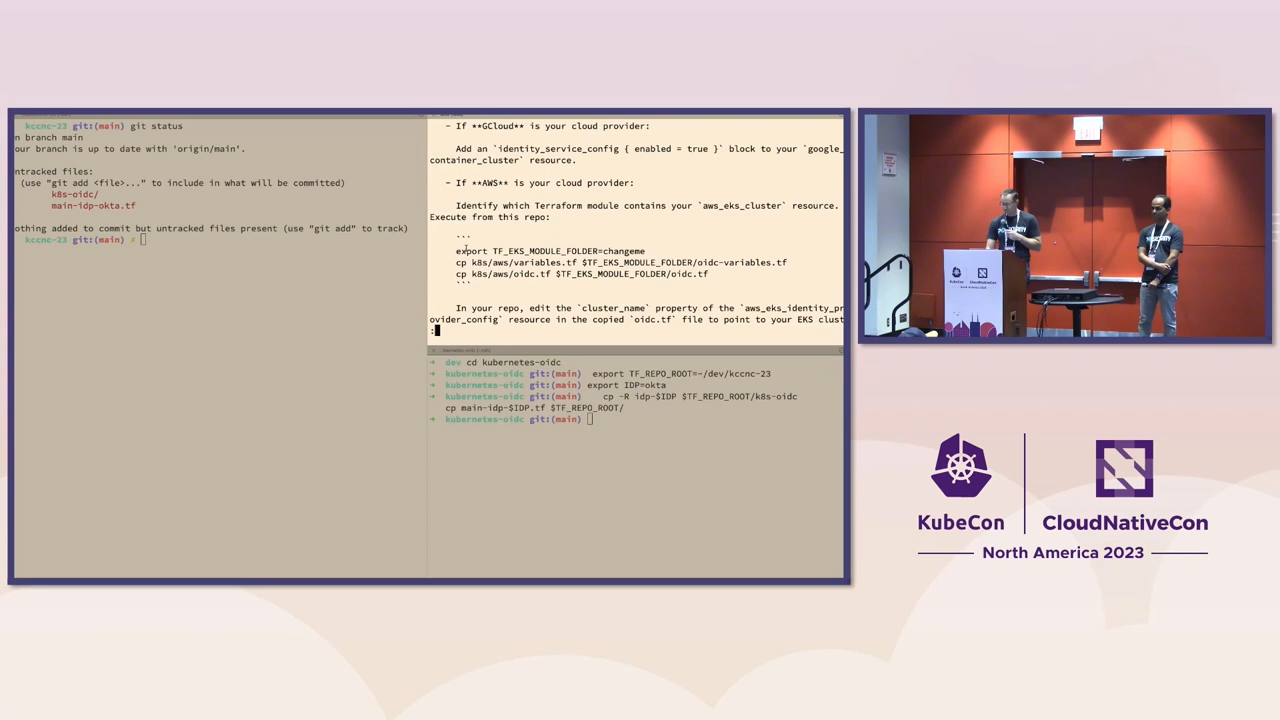 kccnc-23 git:(main) git status
n branch main
our branch is up to date with 'origin/main'.
ntracked files:
(use "git add <file>..." to include in what will be committed)
k8s-oidc/
main-idp-okta.tf
othing added to commit but untracked files present (use "git add" to track)
kccnc-23 git:(main) ✗
- If **GCloud** is your cloud provider:
Add an `identity_service_config { enabled = true }` block to your `google_
container_cluster` resource.
- If **AWS** is your cloud provider:
Identify which Terraform module contains your `aws_eks_cluster` resource.
Execute from this repo:
```
export TF_EKS_MODULE_FOLDER=changeme
cp k8s/aws/variables.tf $TF_EKS_MODULE_FOLDER/oidc-variables.tf
cp k8s/aws/oidc.tf $TF_EKS_MODULE_FOLDER/oidc.tf
```
In your repo, edit the `cluster_name` property of the `aws_eks_identity_pr
ovider_config` resource in the copied `oidc.tf` file to point to your EKS clust
:
→ dev cd kubernetes-oidc
→ kubernetes-oidc git:(main) export TF_REPO_ROOT=~/dev/kccnc-23
→ kubernetes-oidc git:(main) export IDP=okta
→ kubernetes-oidc git:(main) cp -R idp-$IDP $TF_REPO_ROOT/k8s-oidc
cp main-idp-$IDP.tf $TF_REPO_ROOT/
→ kubernetes-oidc git:(main)
KubeCon
CloudNativeCon
North America 2023